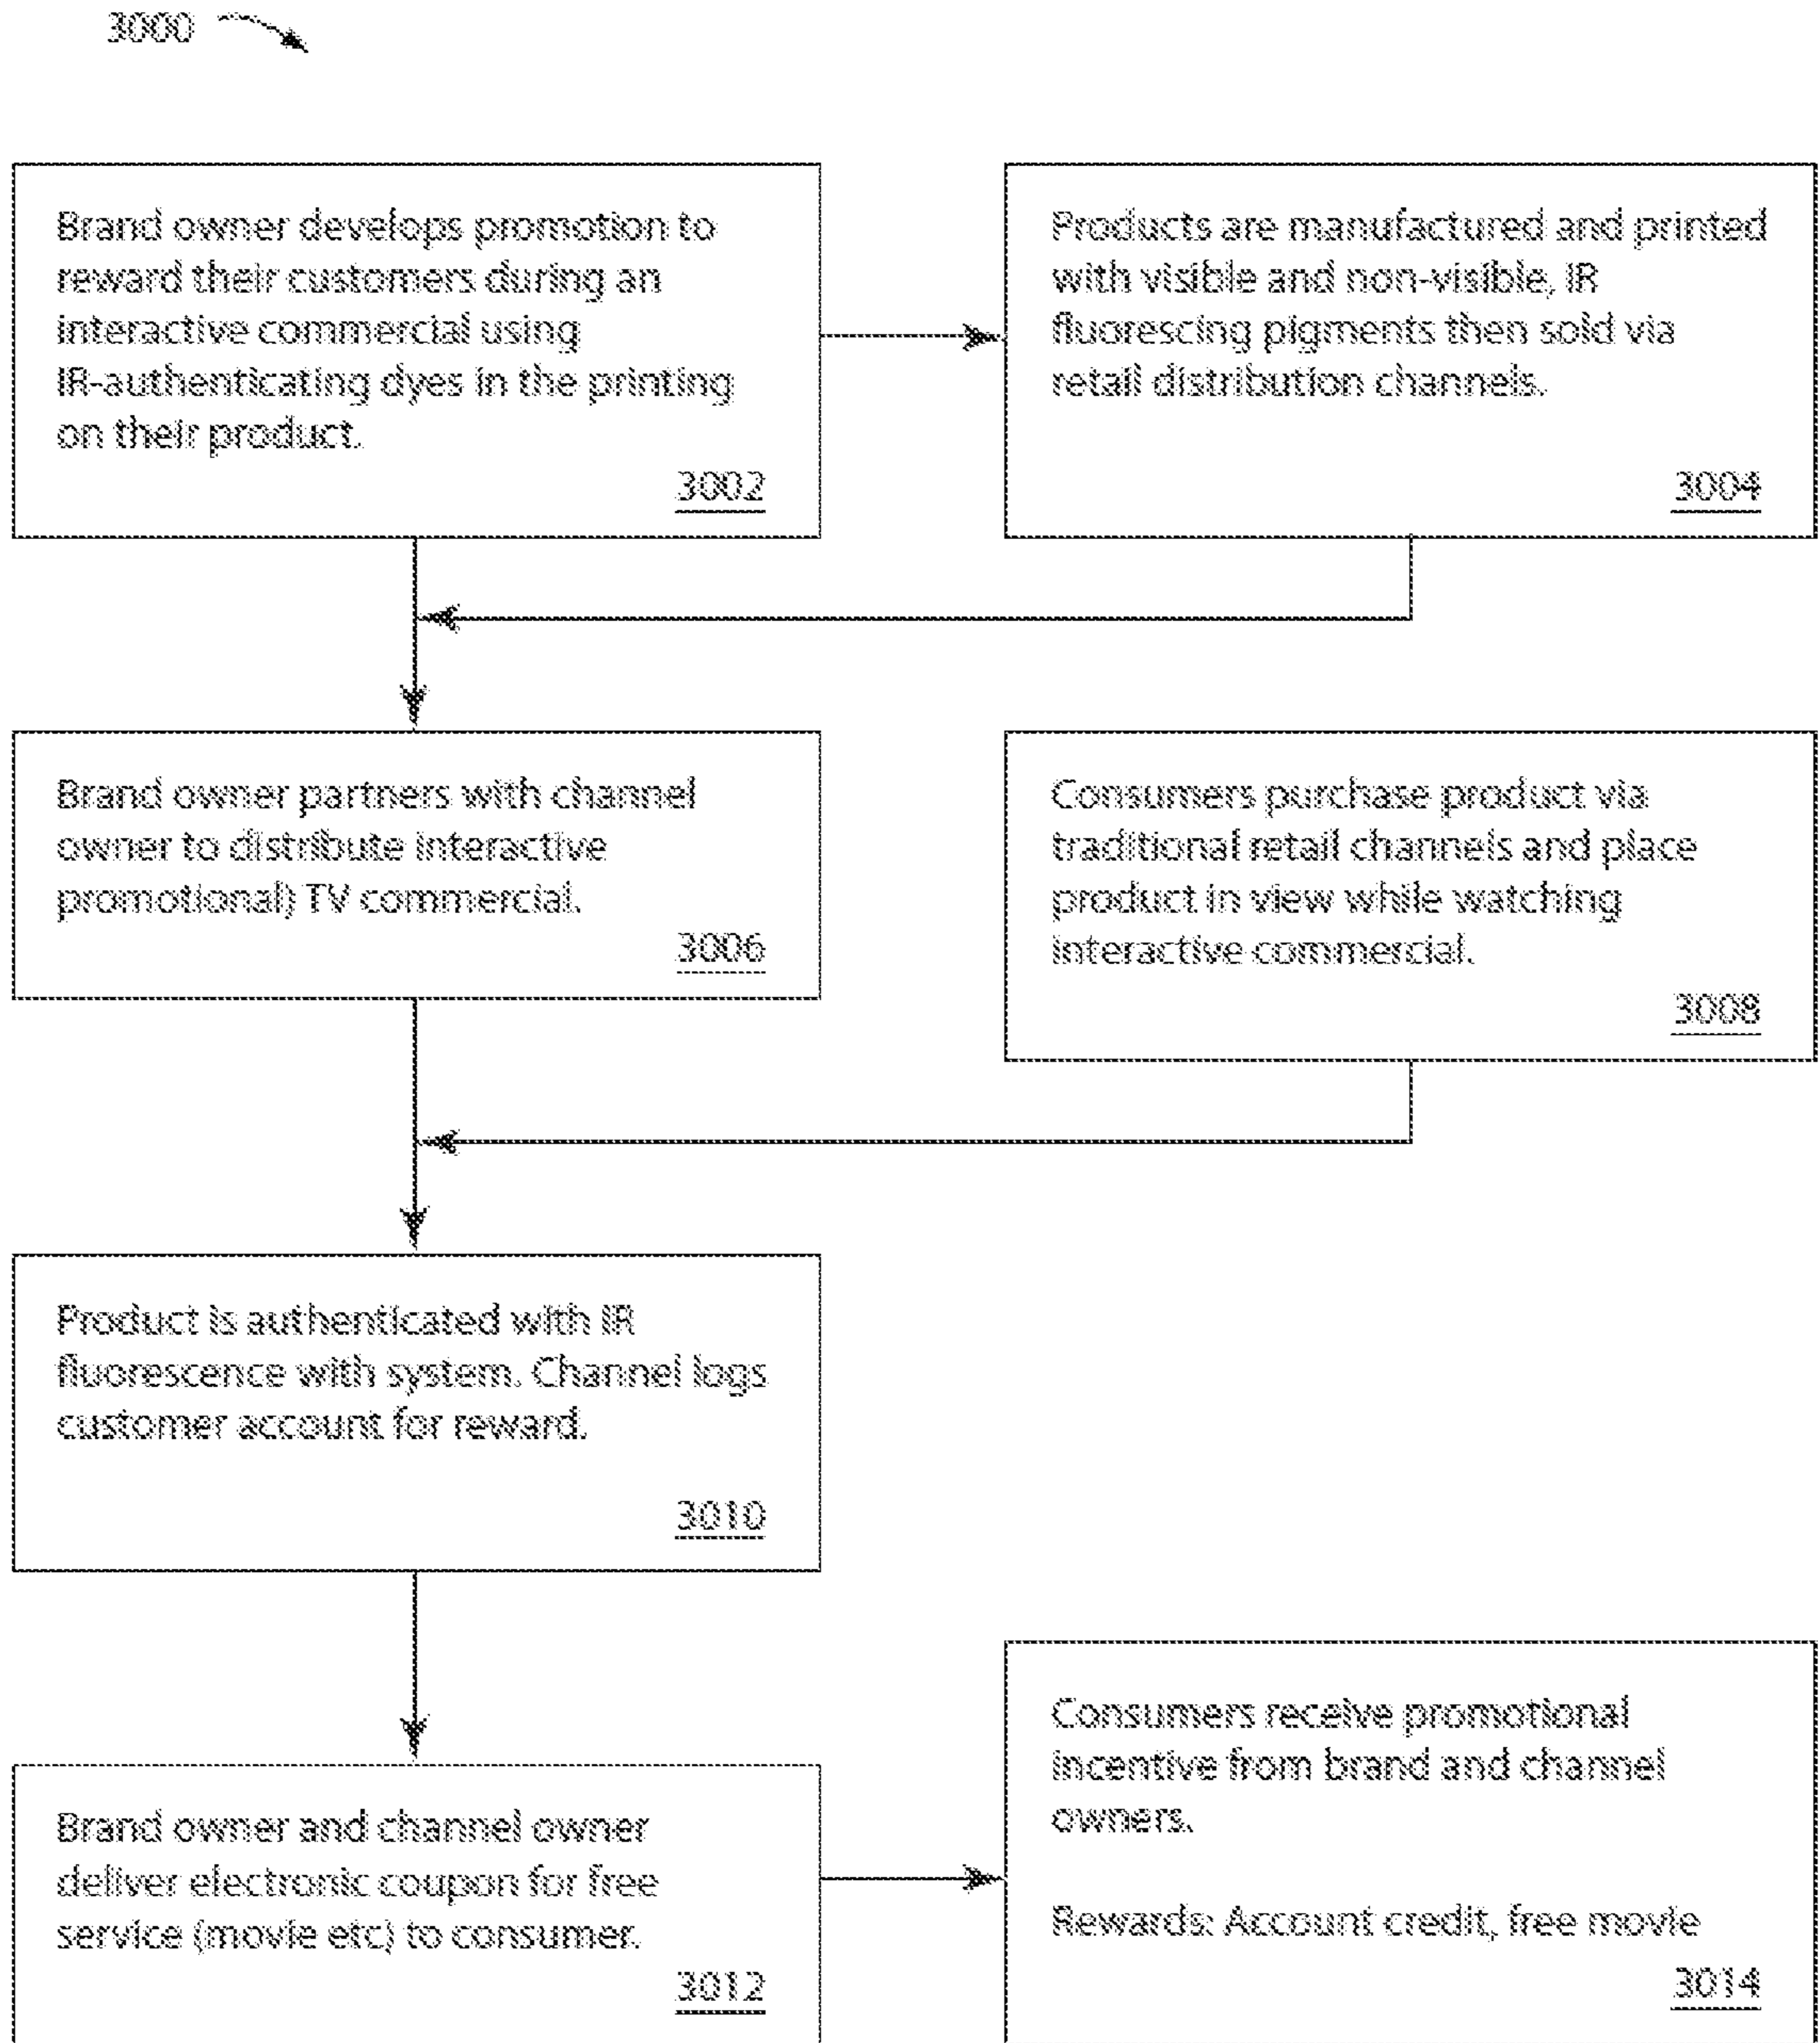 3000
Brand owner develops promotion to
reward their customers during an
interactive commercial using
IR-authenticating dyes in the printing
on their product.
3002
Products are manufactured and printed
with visible and non-visible, IR
fluorescing pigments then sold via
retail distribution channels.
3004
Brand owner partners with channel
owner to distribute interactive
promotional) TV commercial.
3006
Consumers purchase product via
traditional retail channels and place
product in view while watching
interactive commercial.
3008
Product is authenticated with IR
fluorescence with system. Channel logs
customer account for reward.
3010
Brand owner and channel owner
deliver electronic coupon for free
service (movie etc) to consumer.
3012
Consumers receive promotional
incentive from brand and channel
owners.
Rewards: Account credit, free movie
3014